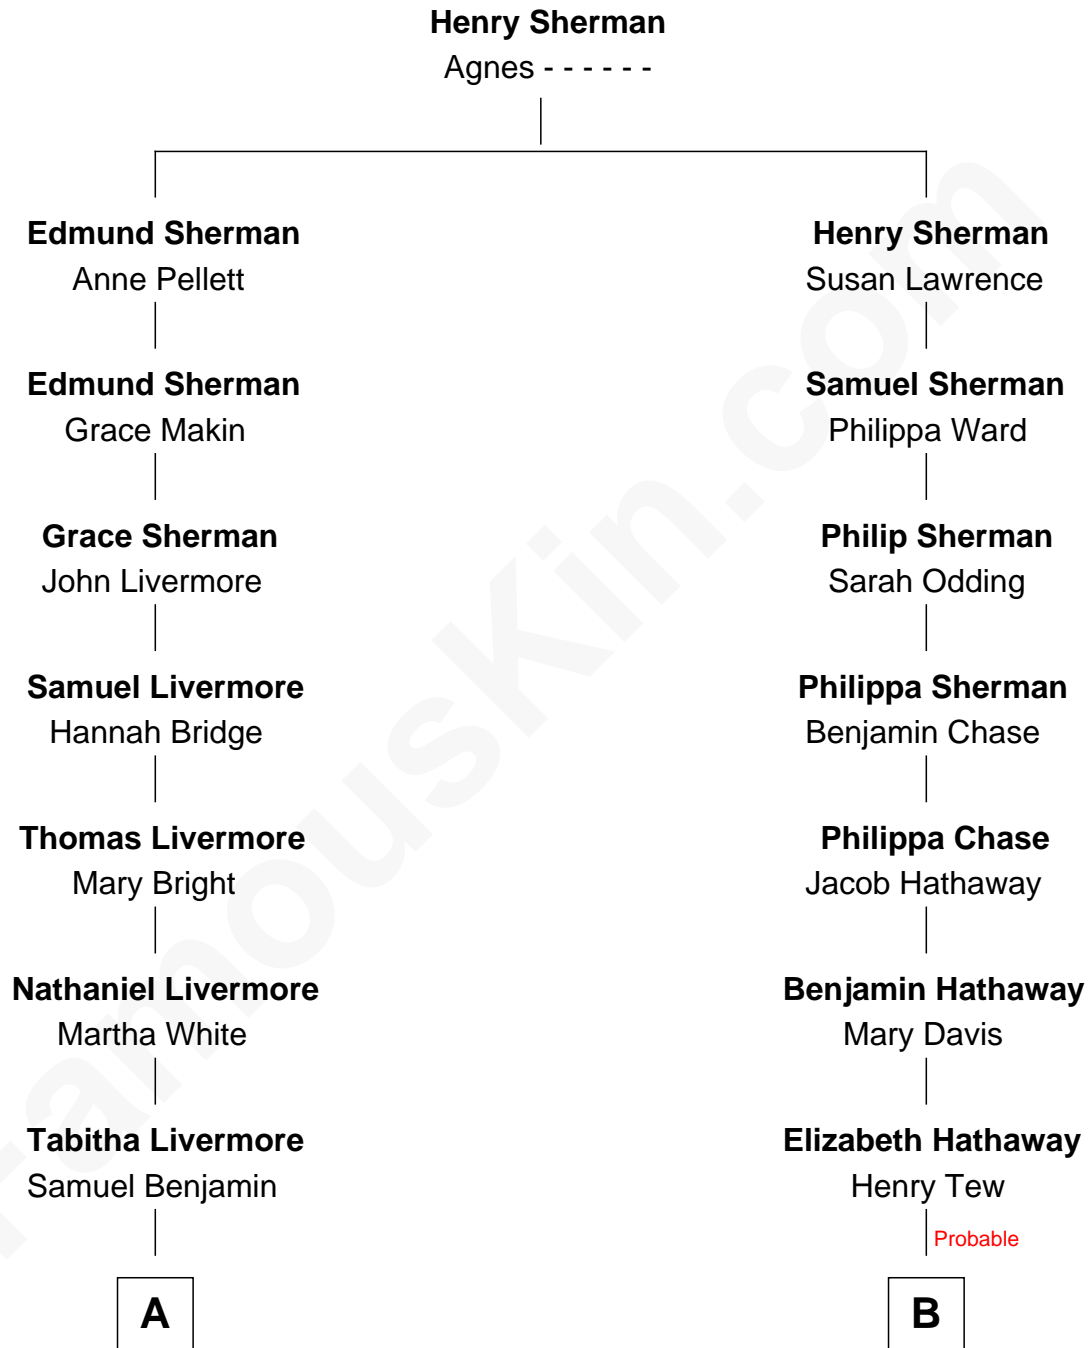 Henry Sherman
Agnes - - - - - -
Edmund Sherman
Anne Pellett
Henry Sherman
Susan Lawrence
Edmund Sherman
Grace Makin
Samuel Sherman
Philippa Ward
Grace Sherman
John Livermore
Philip Sherman
Sarah Odding
Samuel Livermore
Hannah Bridge
Philippa Sherman
Benjamin Chase
Thomas Livermore
Mary Bright
Philippa Chase
Jacob Hathaway
Nathaniel Livermore
Martha White
Benjamin Hathaway
Mary Davis
Tabitha Livermore
Samuel Benjamin
Elizabeth Hathaway
Henry Tew
Probable
A
B
FamousKin.com